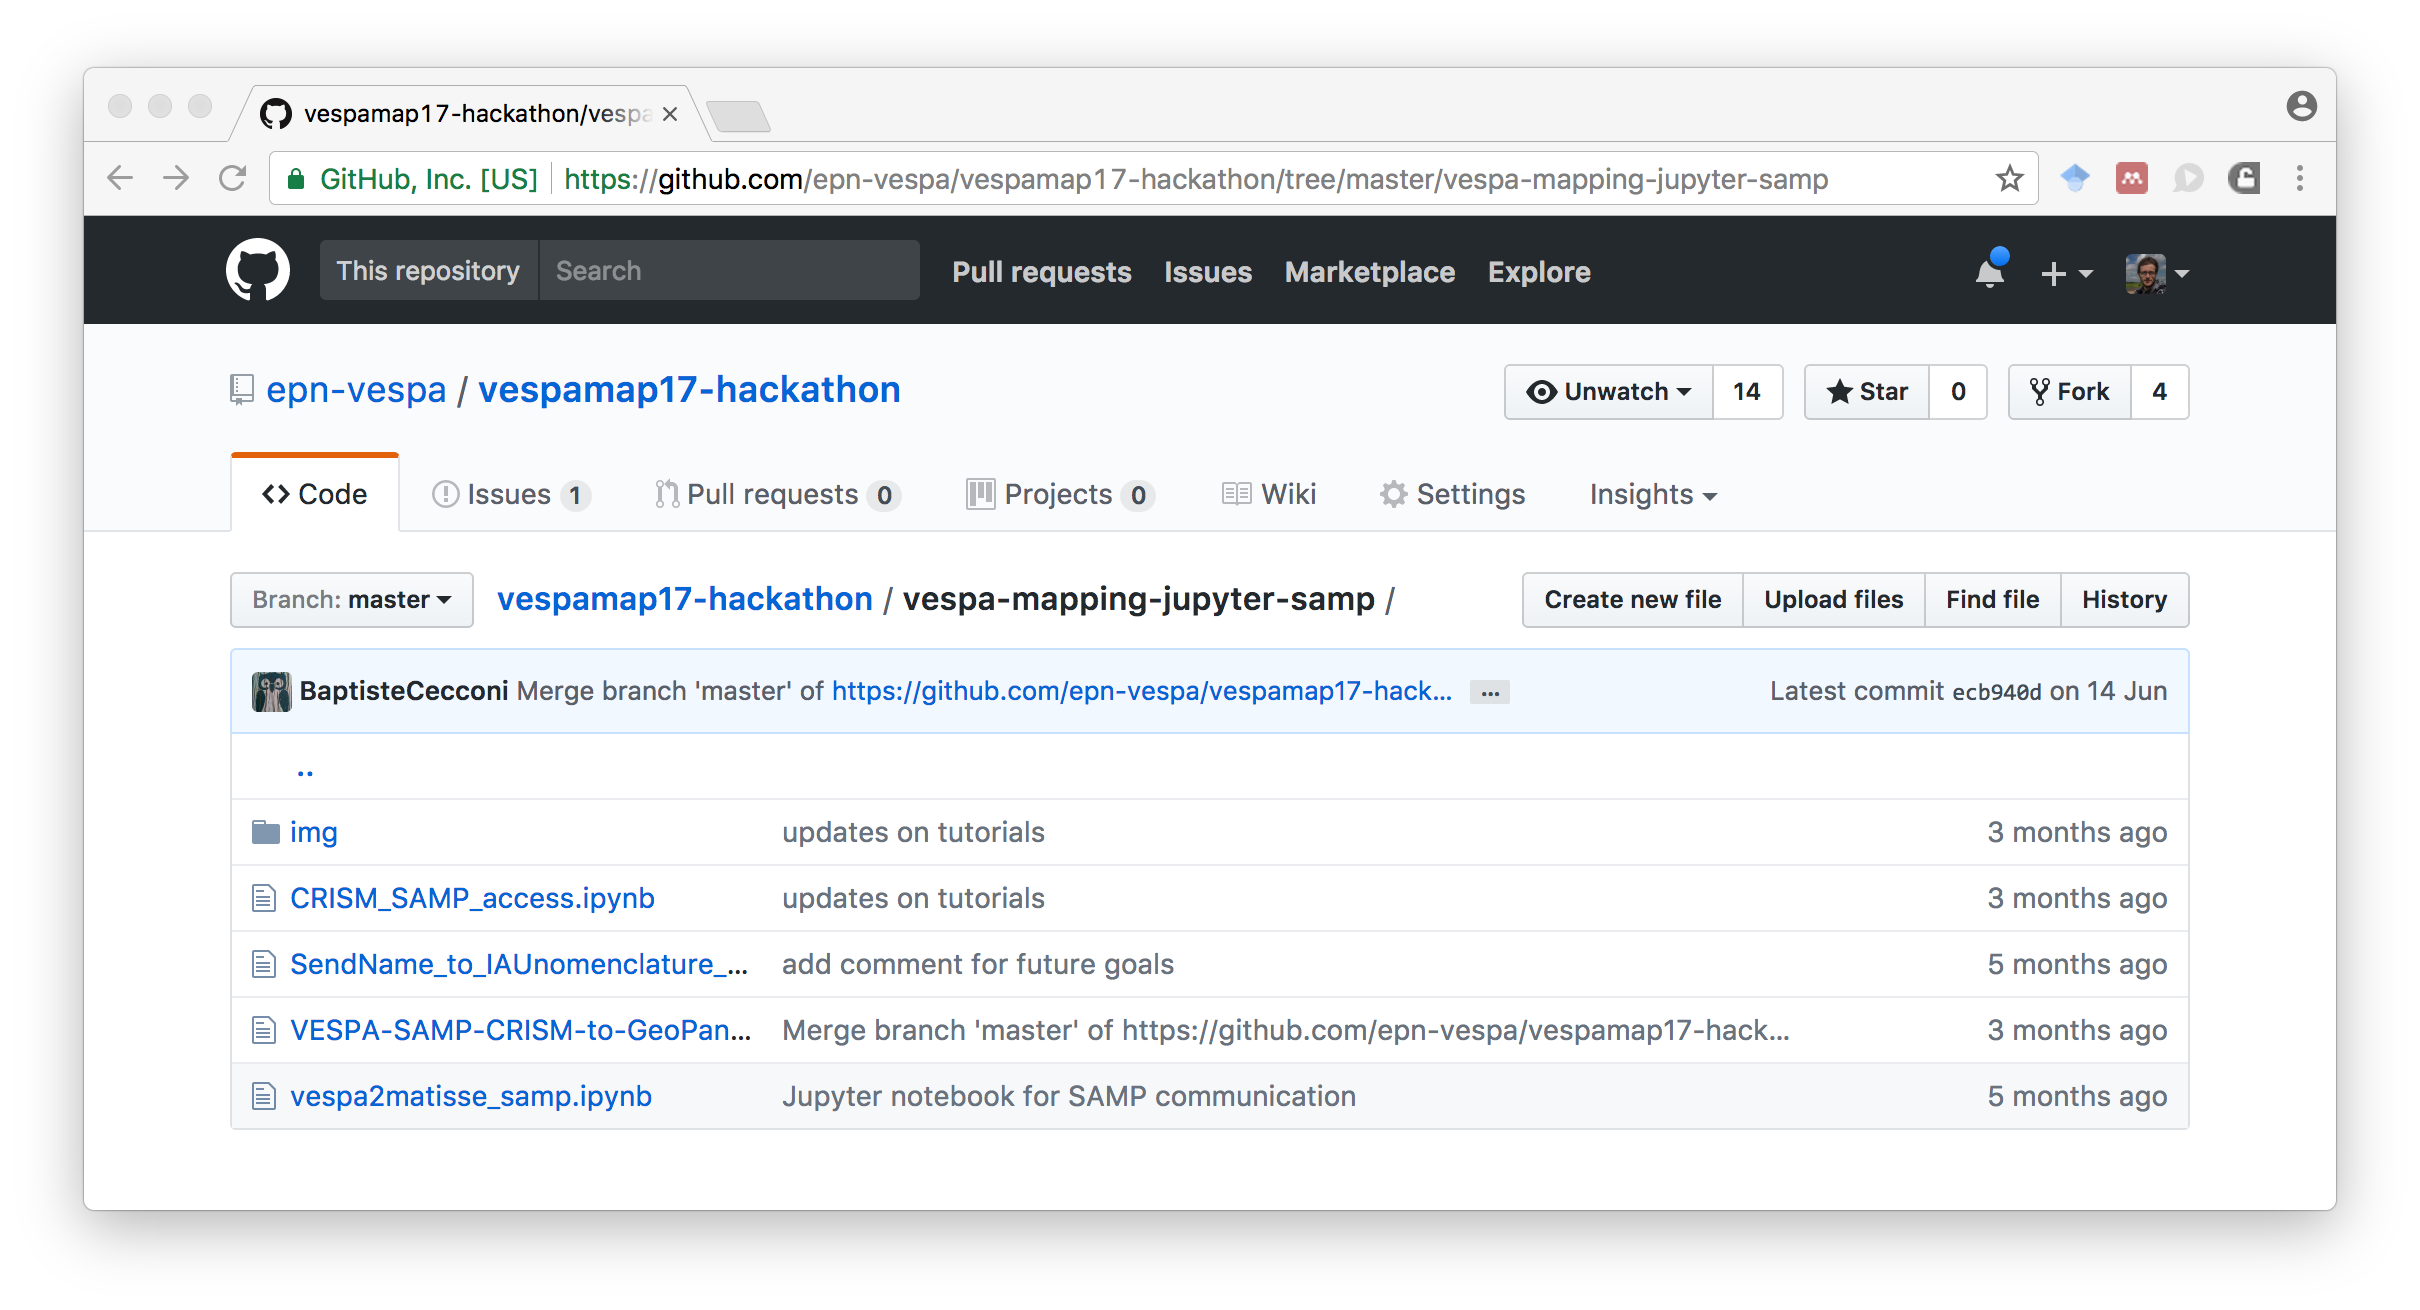 vespamap17-hackathon/vespa
GitHub, Inc. [US] https://github.com/epn-vespa/vespamap17-hackathon/tree/master/vespa-mapping-jupyter-samp
This repository Search Pull requests Issues Marketplace Explore
epn-vespa / vespamap17-hackathon Unwatch 14 Star 0 Fork 4
Code Issues 1 Pull requests 0 Projects 0 Wiki Settings Insights
Branch: master vespamap17-hackathon / vespa-mapping-jupyter-samp / Create new file Upload files Find file History
BaptisteCecconi Merge branch 'master' of https://github.com/epn-vespa/vespamap17-hack... ... Latest commit ecb940d on 14 Jun
..
img updates on tutorials 3 months ago
CRISM_SAMP_access.ipynb updates on tutorials 3 months ago
SendName_to_IAUnomenclature_... add comment for future goals 5 months ago
VESPA-SAMP-CRISM-to-GeoPan... Merge branch 'master' of https://github.com/epn-vespa/vespamap17-hack... 3 months ago
vespa2matisse_samp.ipynb Jupyter notebook for SAMP communication 5 months ago